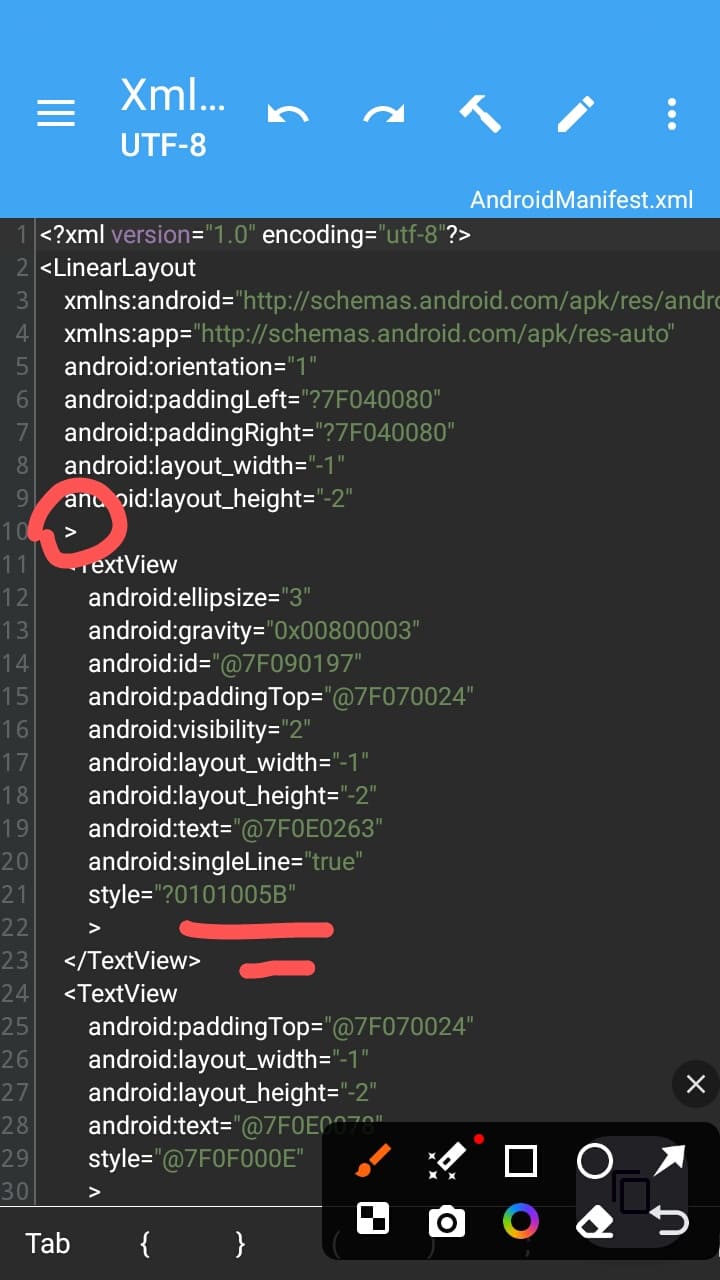 Xml...
UTF-8
AndroidManifest.xml
1 <?xml version="1.0" encoding="utf-8"?>
2 <LinearLayout
3 xmlns:android="http://schemas.android.com/apk/res/andro
4 xmlns:app="http://schemas.android.com/apk/res-auto"
5 android:orientation="1"
6 android:paddingLeft="?7F040080"
7 android:paddingRight="?7F040080"
8 android:layout_width="-1"
9 android:layout_height="-2"
10 >
11 <TextView
12 android:ellipsize="3"
13 android:gravity="0x00800003"
14 android:id="@7F090197"
15 android:paddingTop="@7F070024"
16 android:visibility="2"
17 android:layout_width="-1"
18 android:layout_height="-2"
19 android:text="@7F0E0263"
20 android:singleLine="true"
21 style="?0101005B"
22 >
23 </TextView>
24 <TextView
25 android:paddingTop="@7F070024"
26 android:layout_width="-1"
27 android:layout_height="-2"
28 android:text="@7F0E0078"
29 style="@7F0F000E"
30 >
Tab { } ( ) ;